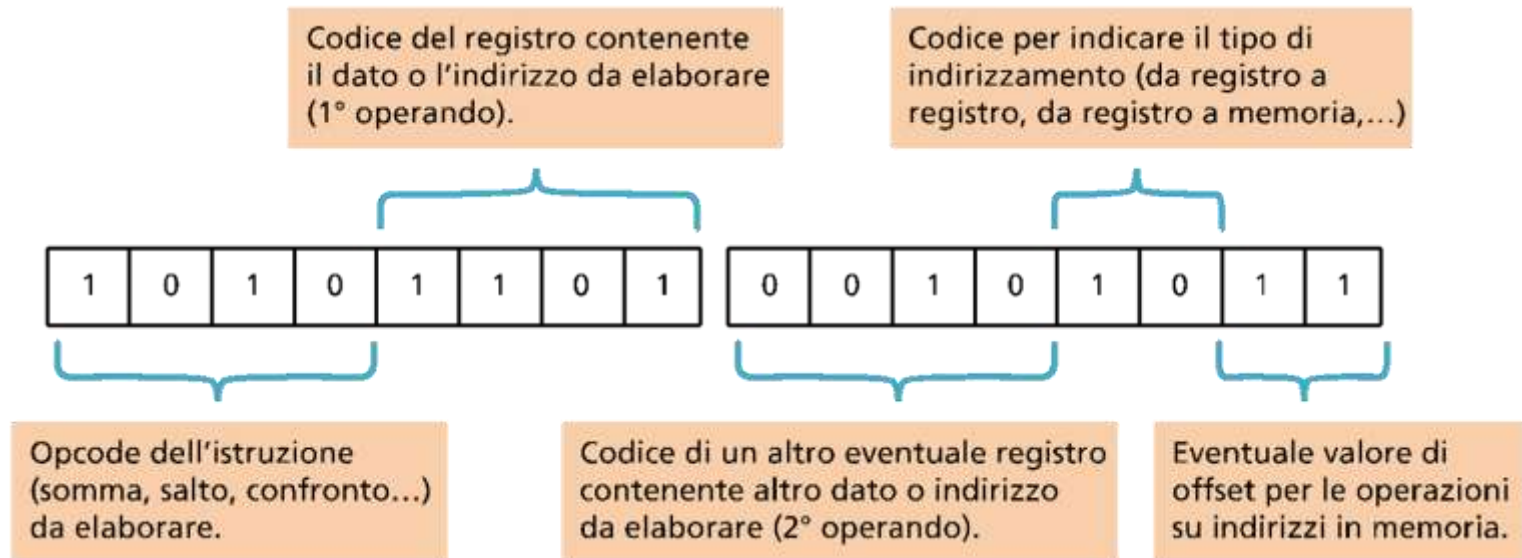 Codice del registro contenente
il dato o l'indirizzo da elaborare
(1° operando).
Codice per indicare il tipo di
indirizzamento (da registro a
registro, da registro a memoria,...)
1 0 1 0 1 1 0 1 0 0 1 0 1 0 1 1
Opcode dell'istruzione
(somma, salto, confronto...)
da elaborare.
Codice di un altro eventuale registro
contenente altro dato o indirizzo
da elaborare (2° operando).
Eventuale valore di
offset per le operazioni
su indirizzi in memoria.